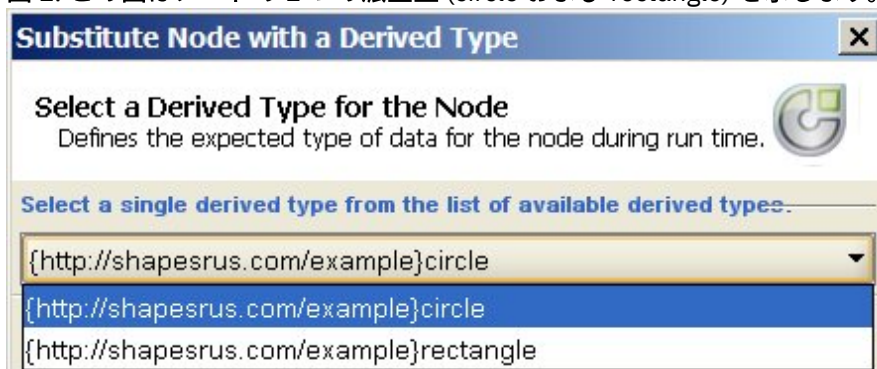 Substitute Node with a Derived Type
Select a Derived Type for the Node
Defines the expected type of data for the node during run time.
Select a single derived type from the list of available derived types.
{http://shapesrus.com/example}circle
{http://shapesrus.com/example}circle
{http://shapesrus.com/example}rectangle